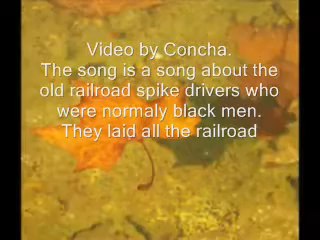 Video by Concha.
The song is a song about the
old railroad spike drivers who
were normaly black men.
They laid all the railroad